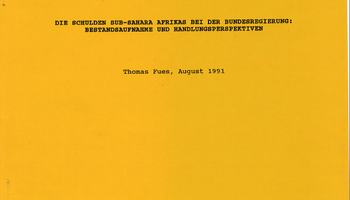 DIE SCHULDEN SUB-SAHARA AFRIKAS BEI DER BUNDESREGIERUNG:
BESTANDSAUFNAHME UND HANDLUNGSPERSPEKTIVEN
Thomas Fues, August 1991